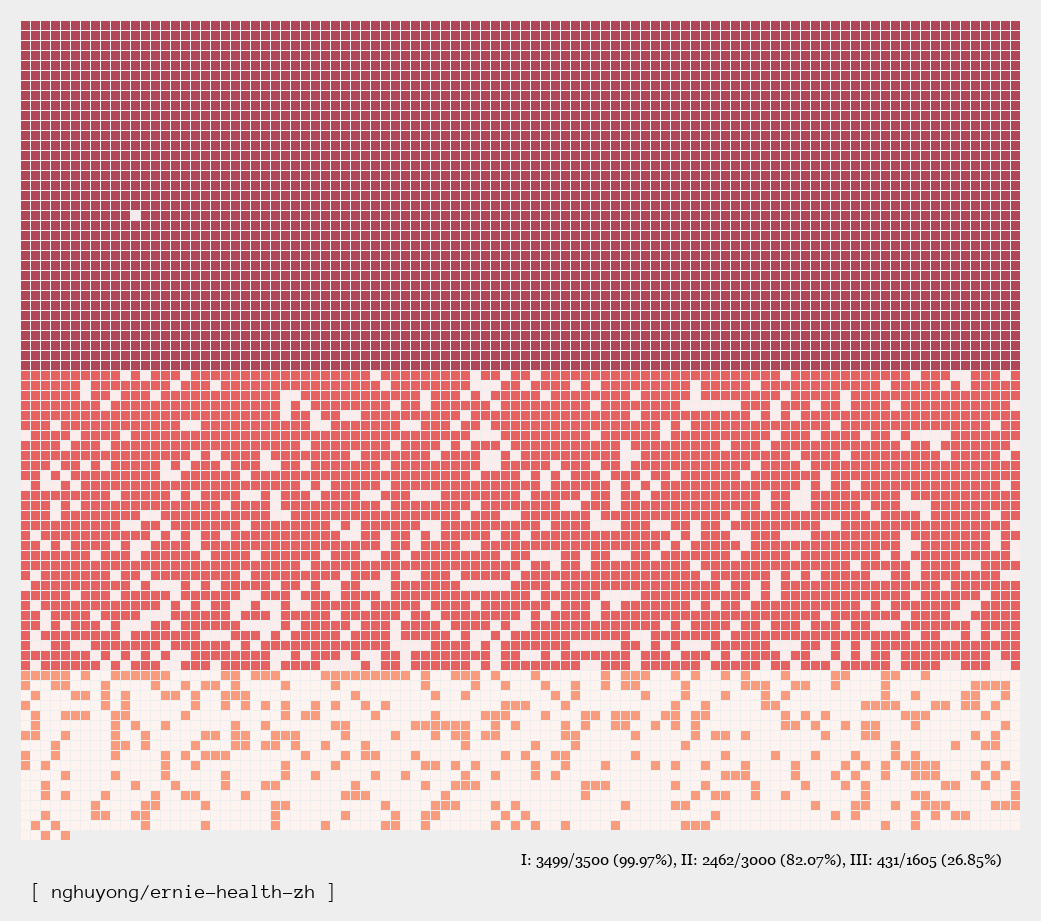 I: 3499/3500 (99.97%), II: 2462/3000 (82.07%), III: 431/1605 (26.85%)
[ nghuyong/ernie-health-zh ]